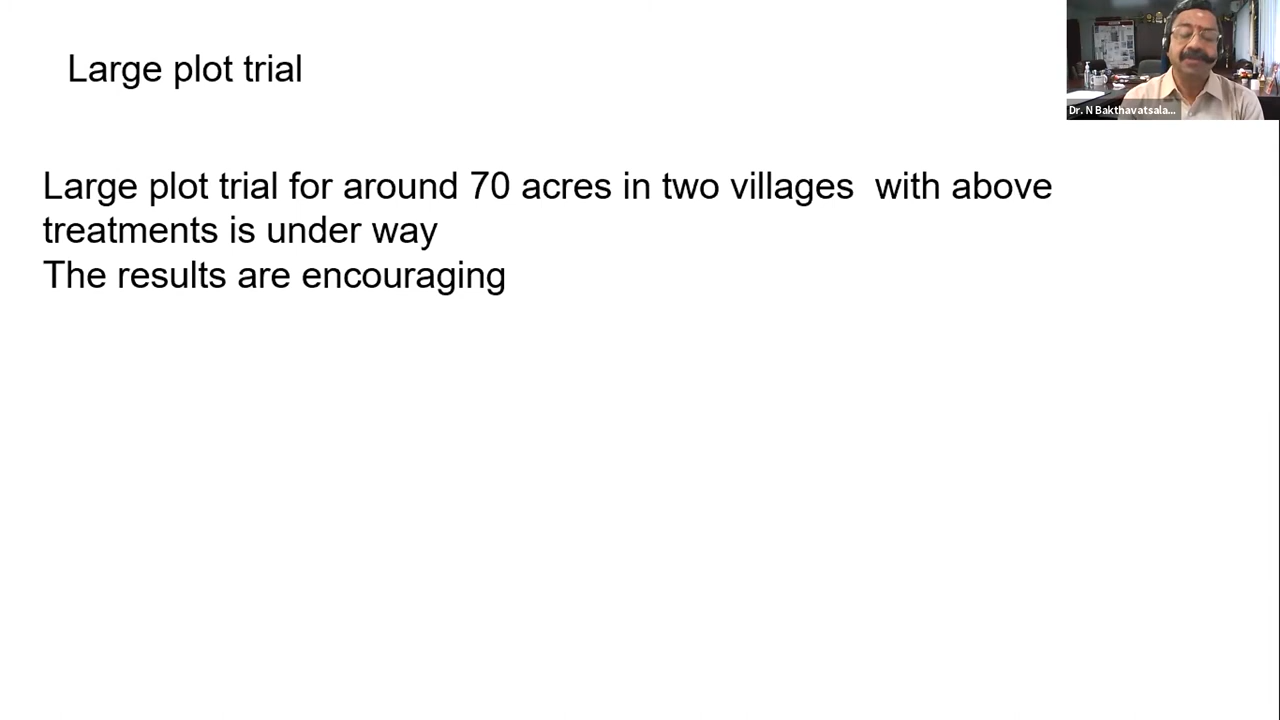 Large plot trial
Dr. N Bakthavatsala...
Large plot trial for around 70 acres in two villages  with above
treatments is under way
The results are encouraging